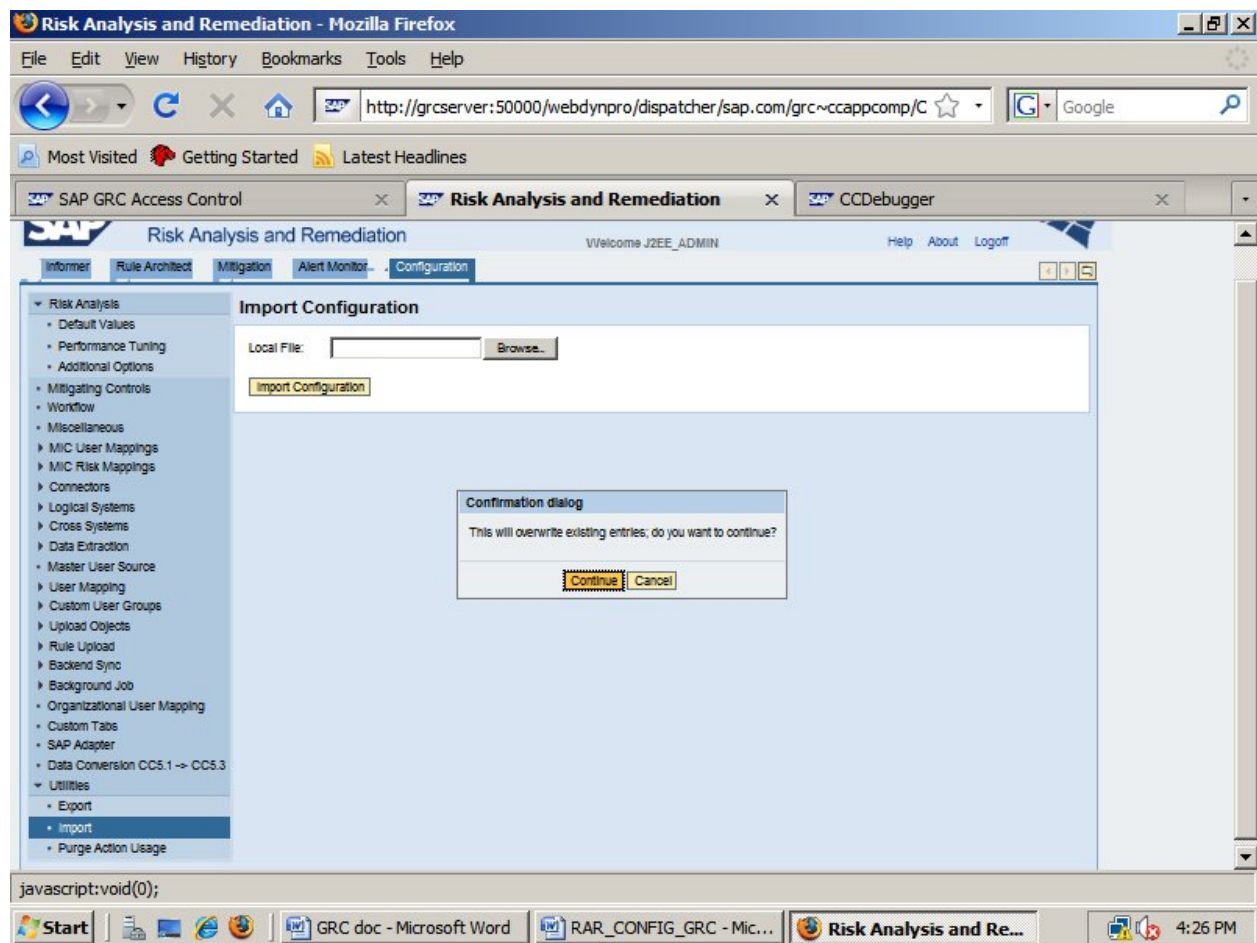 Risk Analysis and Remediation - Mozilla Firefox
File Edit View History Bookmarks Tools Help
SAP http://grcserver:50000/webdynpro/dispatcher/sap.com/grc~ccappcomp/C G Google
Most Visited Getting Started Latest Headlines
SAP GRC Access Control Risk Analysis and Remediation CCDebugger
SAP Risk Analysis and Remediation Welcome J2EE_ADMIN Help About Logoff
Informer Rule Architect Mitigation Alert Monitor Configuration
Risk Analysis
Default Values
Performance Tuning
Additional Options
Mitigating Controls
Workflow
Miscellaneous
MIC User Mappings
MIC Risk Mappings
Connectors
Logical Systems
Cross Systems
Data Extraction
Master User Source
User Mapping
Custom User Groups
Upload Objects
Rule Upload
Backend Sync
Background Job
Organizational User Mapping
Custom Tabs
SAP Adapter
Data Conversion CC5.1 -> CC5.3
Utilities
Export
Import
Purge Action Usage
Import Configuration
Local File: Browse...
Import Configuration
Confirmation dialog
This will overwrite existing entries; do you want to continue?
Continue Cancel
javascript:void(0);
Start GRC doc - Microsoft Word RAR_CONFIG_GRC - Mic... Risk Analysis and Re... 4:26 PM